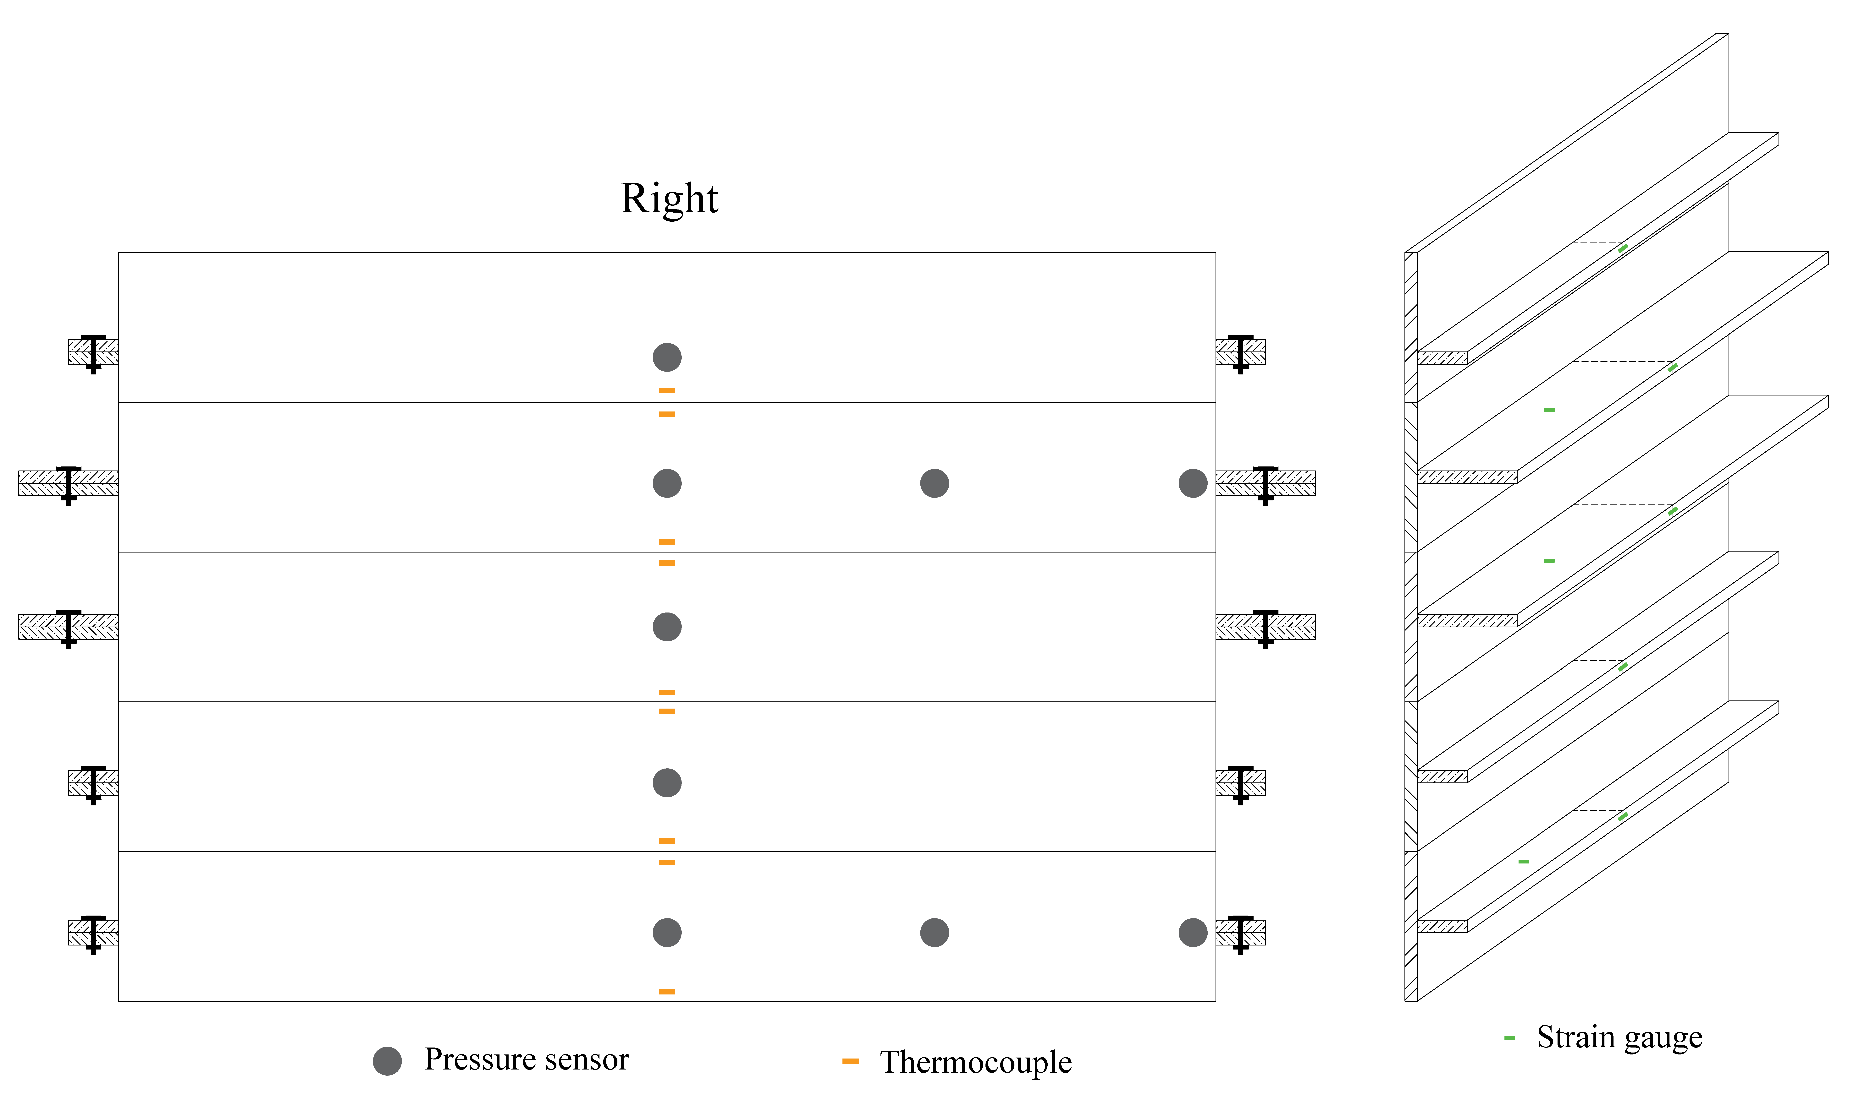 Right
Pressure sensor
Thermocouple
Strain gauge